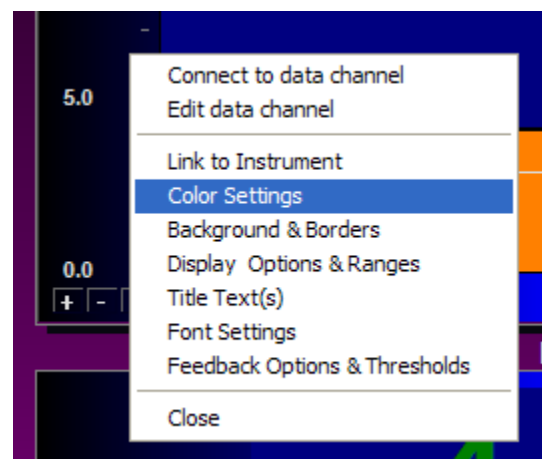 5.0
Connect to data channel
Edit data channel
Link to Instrument
Color Settings
Background & Borders
Display Options & Ranges
0.0
Title Text(s)
+ -
Font Settings
Feedback Options & Thresholds
Close